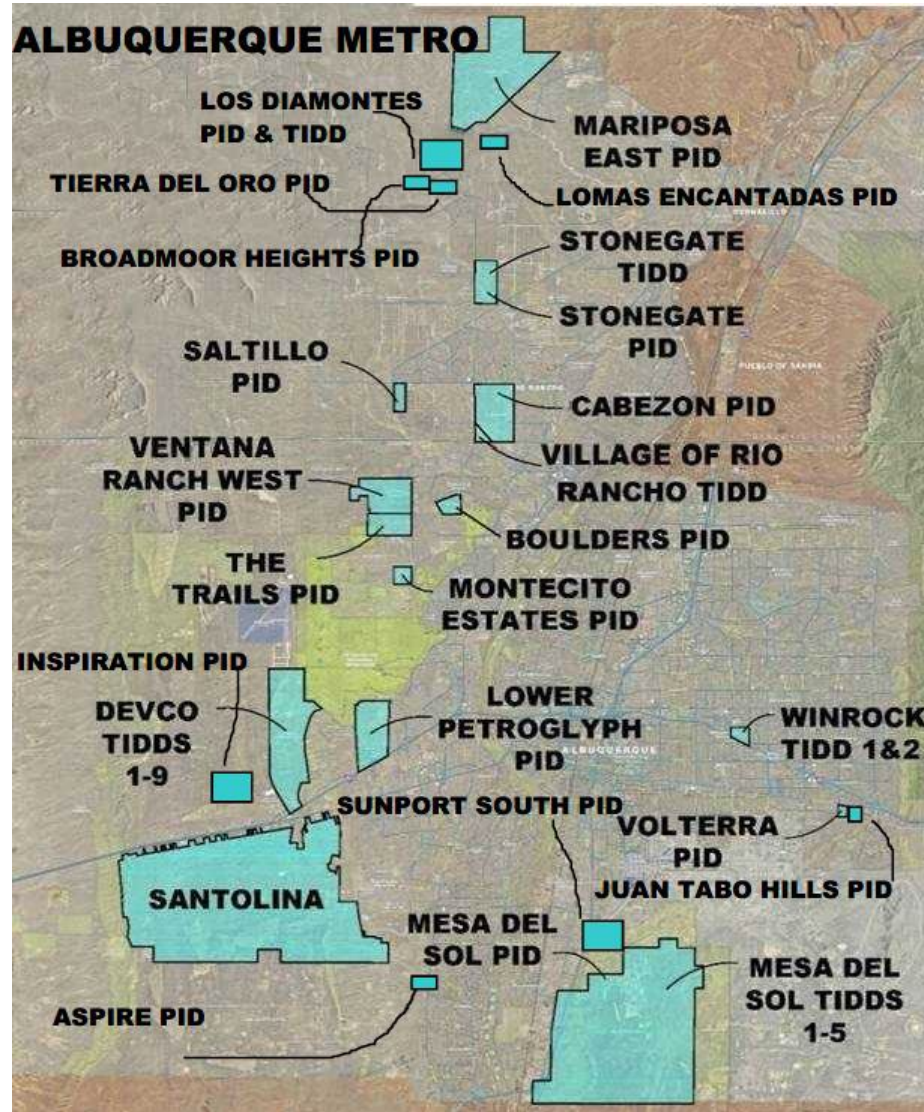 ALBUQUERQUE METRO
LOS DIAMONTES
PID & TIDD
MARIPOSA
EAST PID
TIERRA DEL ORO PID
LOMAS ENCANTADAS PID
BROADMOOR HEIGHTS PID
STONEGATE
TIDD
STONEGATE
PID
SALTILLO
PID
PUEBLO OF SANDIA
CABEZON PID
VENTANA
RANCH WEST
PID
VILLAGE OF RIO
RANCHO TIDD
BOULDERS PID
THE
TRAILS PID
MONTECITO
ESTATES PID
INSPIRATION PID
DEVCO
TIDDS
1-9
LOWER
PETROGLYPH
PID
ALBUQUERQUE
WINROCK
TIDD 1&2
SUNPORT SOUTH PID
VOLTERRA
PID
JUAN TABO HILLS PID
SANTOLINA
MESA DEL
SOL PID
MESA DEL
SOL TIDDS
1-5
ASPIRE PID